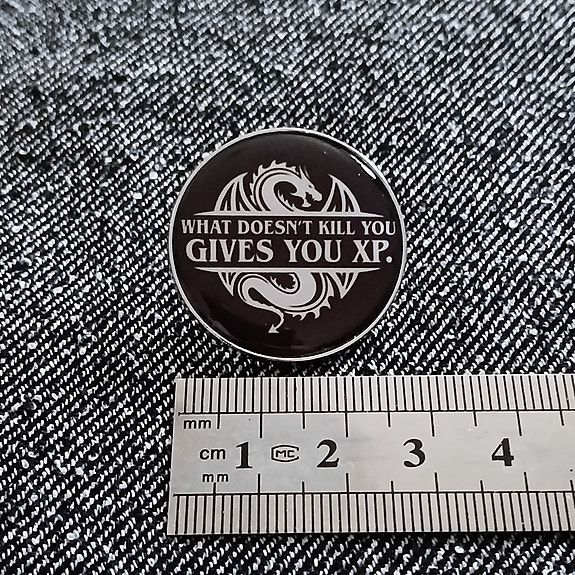 WHAT DOESN'T KILL YOU
GIVES YOU XP.
mm
cm 1 MC 2 3 4
mm